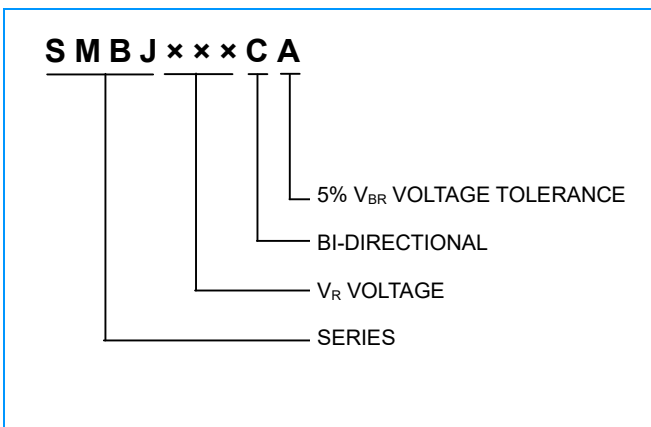 SMBJ×××CA
5% VBR VOLTAGE TOLERANCE
BI-DIRECTIONAL
VR VOLTAGE
SERIES